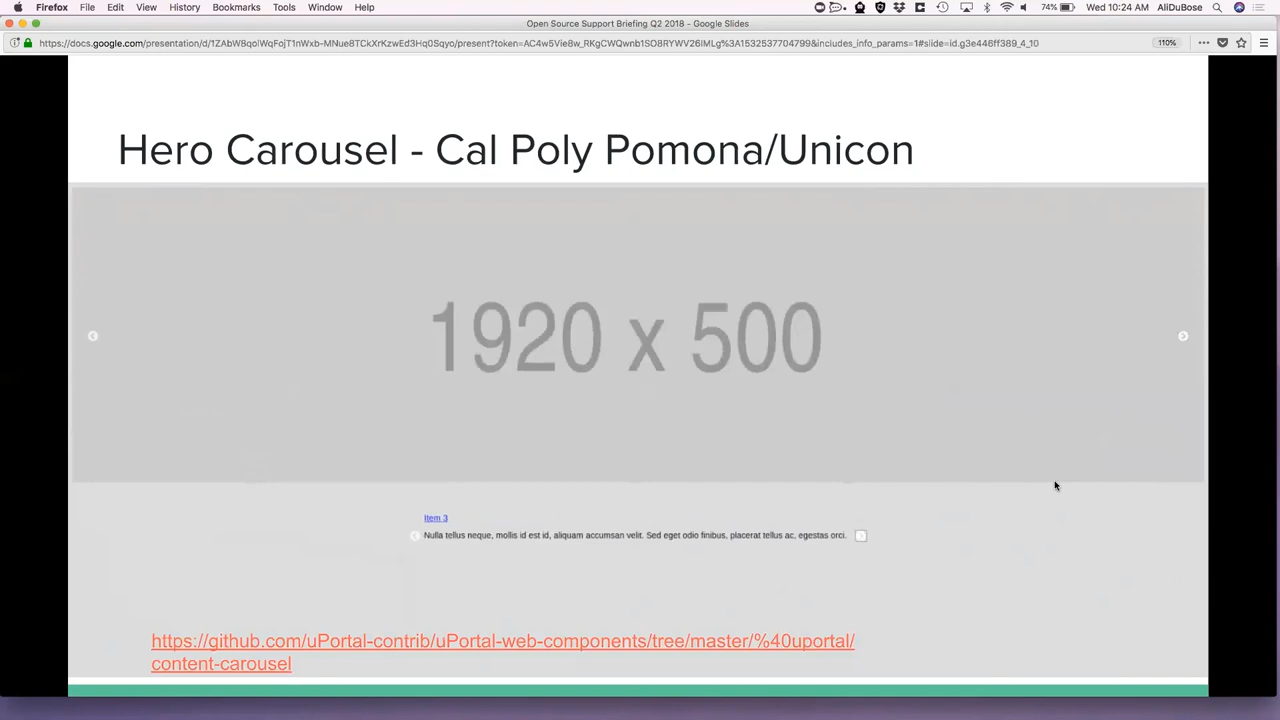 Firefox File Edit View History Bookmarks Tools Window Help 74% Wed 10:24 AM AliDuBose
Open Source Support Briefing Q2 2018 - Google Slides
110%
Hero Carousel - Cal Poly Pomona/Unicon
1920 x 500
Item 3
Nulla tellus neque, mollis id est id, aliquam accumsan velit. Sed eget odio finibus, placerat tellus ac, egestas orci.
https://github.com/uPortal-contrib/uPortal-web-components/tree/master/%40uportal/
content-carousel